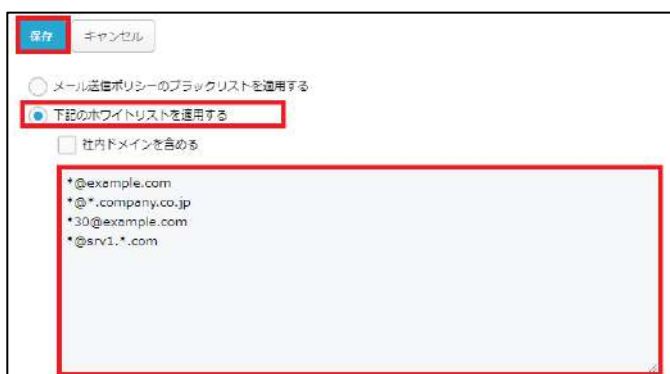 保存 キャンセル
メール送信ポリシーのブラックリストを適用する
下記のホワイトリストを適用する
社内ドメインを含める
*@example.com
*@*.company.co.jp
*30@example.com
*@srv1.*.com